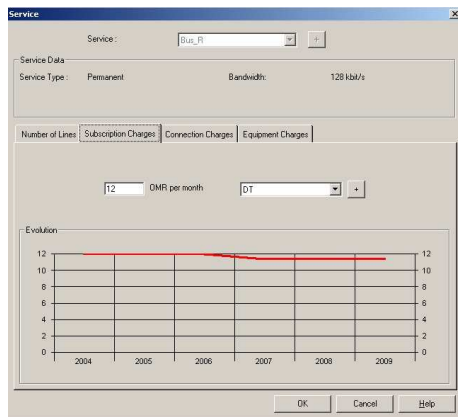 Service
Service : Bus_R +
Service Data
Service Type : Permanent Bandwidth: 128 kbit/s
Number of Lines Subscription Charges Connection Charges Equipment Charges
12 OMR per month DT +
Evolution
12 12
10 10
8 8
6 6
4 4
2 2
0 0
2004 2005 2006 2007 2008 2009
OK Cancel Help